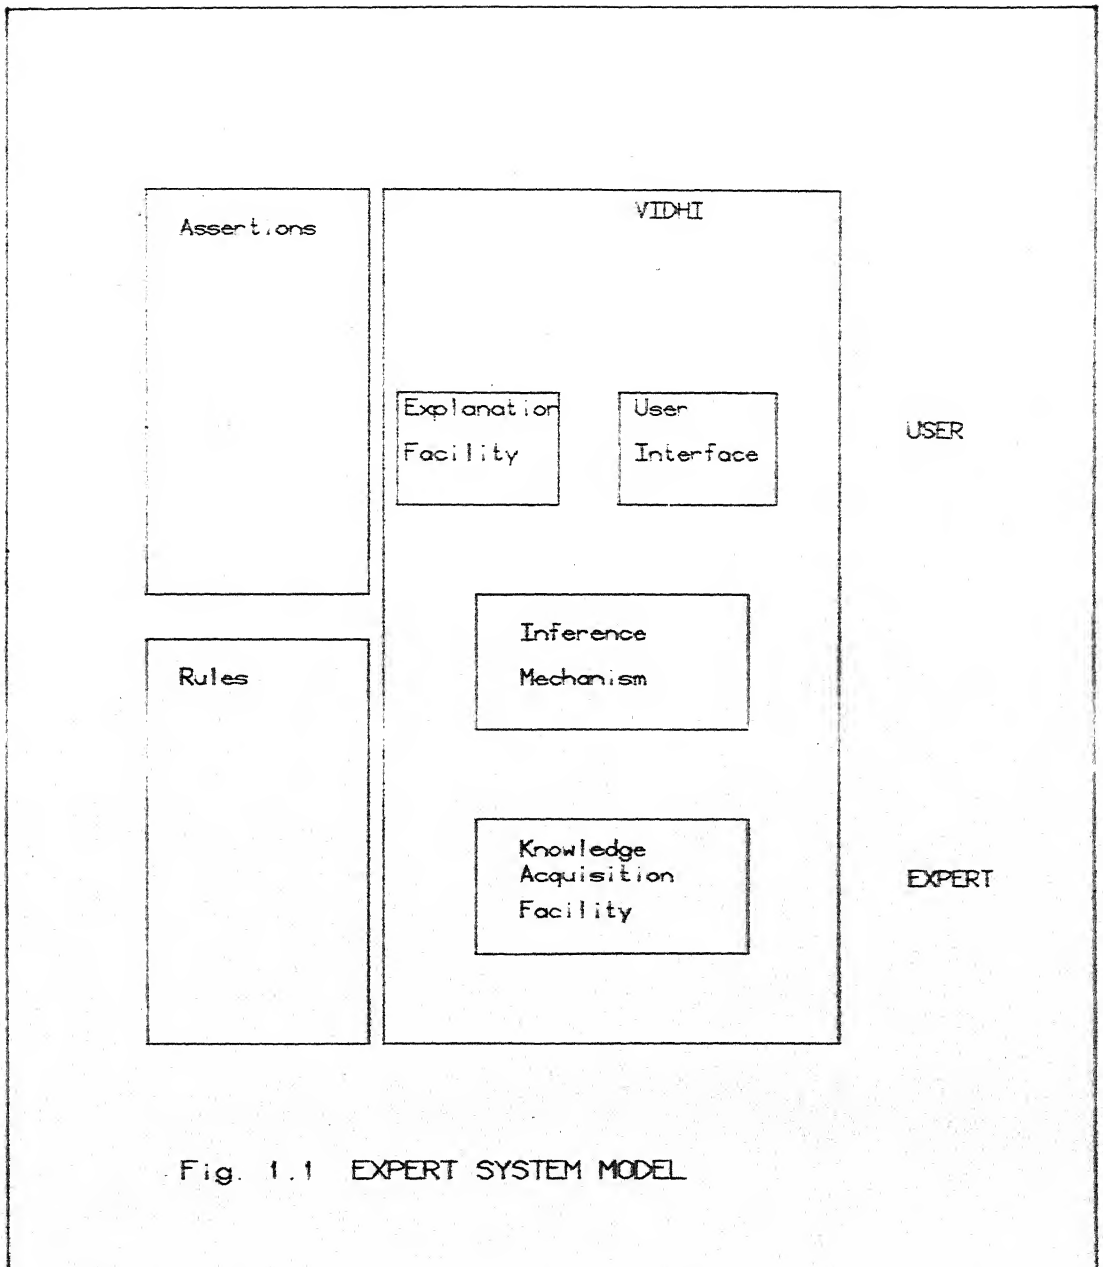 Assertions
VIDHI
Explanation
Facility
User
Interface
USER
Inference
Mechanism
Rules
Knowledge
Acquisition
Facility
EXPERT
Fig. 1.1 EXPERT SYSTEM MODEL